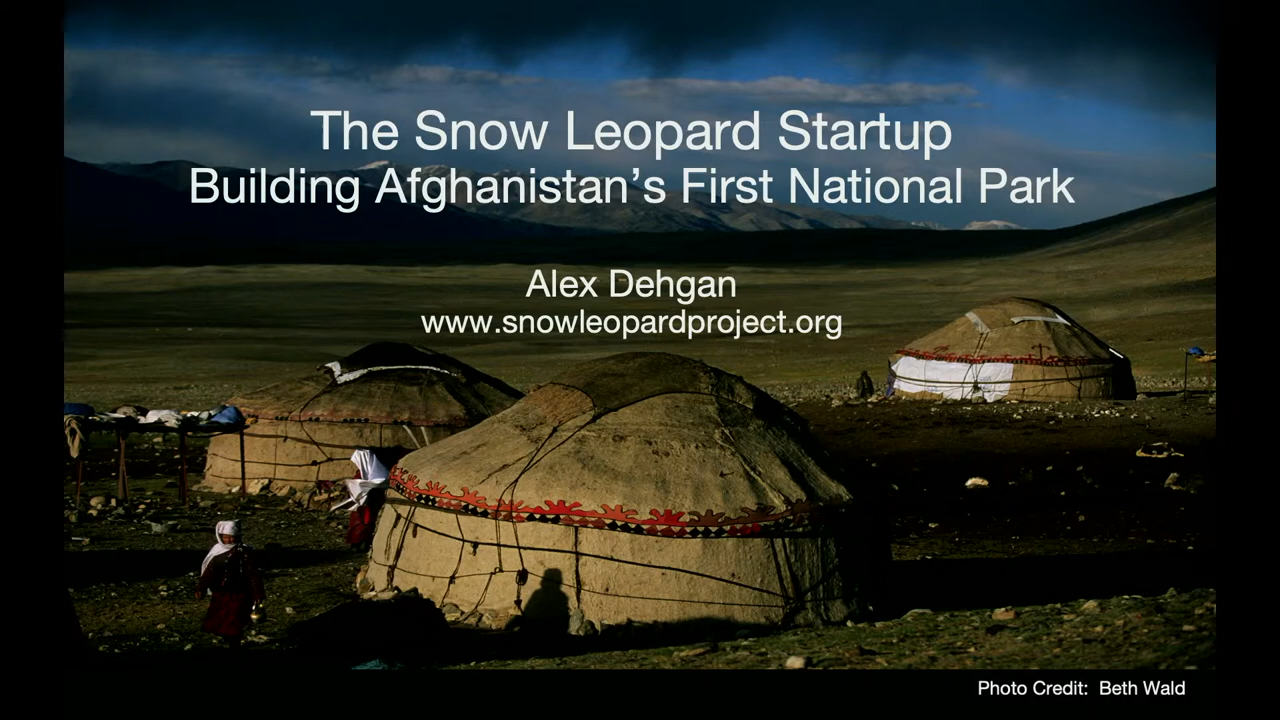 The Snow Leopard Startup
Building Afghanistan’s First National Park
Alex Dehgan
www.snowleopardproject.org
Photo Credit: Beth Wald